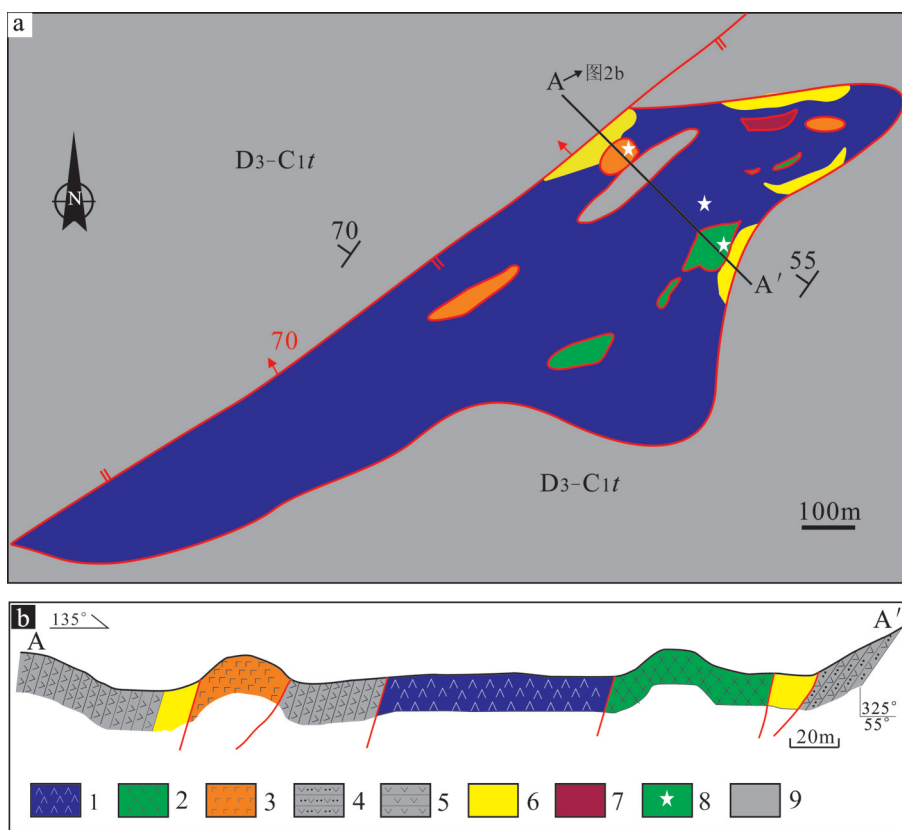 a
A 图2b
N
D3-C1t
70
55
A′
70
D3-C1t
100m
b
135°
A
A′
325°
55°
20m
1 2 3 4 5 6 7 8 9